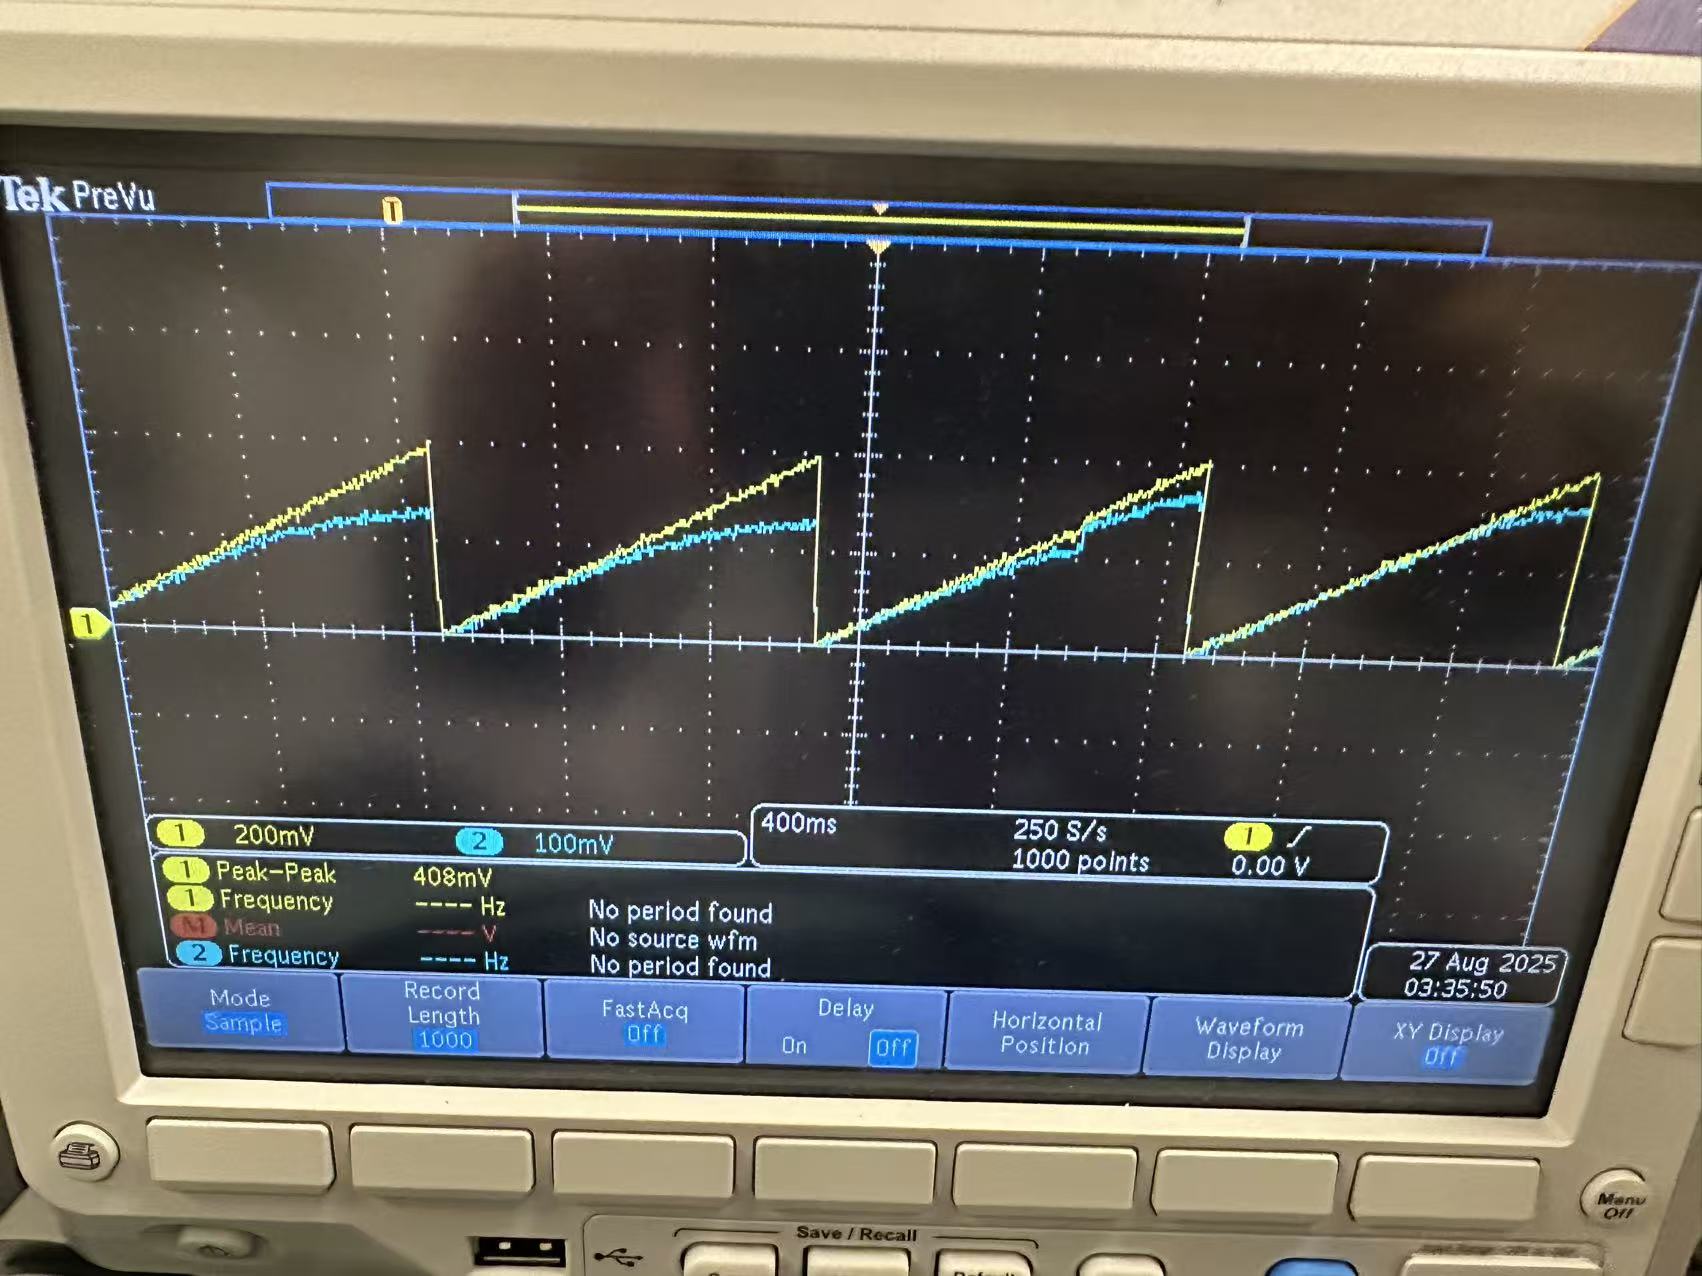 Tek PreVu
1
1
1 200mV 2 100mV
400ms 250 S/s 1
1000 points 0.00 V
1 Peak-Peak 408mV
1 Frequency ---- Hz No period found
M Mean ---- V No source wfm
2 Frequency ---- Hz No period found
27 Aug 2025
03:35:50
Mode
Sample
Record
Length
1000
FastAcq
Off
Delay
On Off
Horizontal
Position
Waveform
Display
XY Display
Off
Menu
Off
Save / Recall